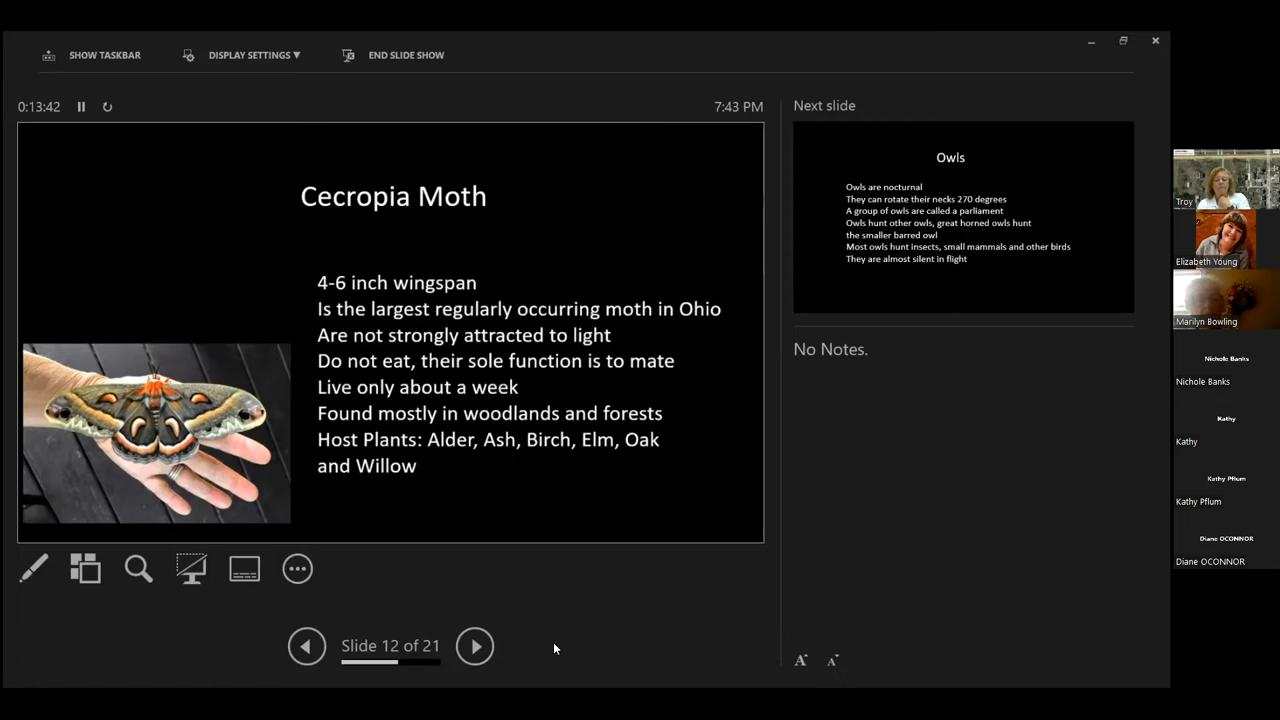 SHOW TASKBAR
DISPLAY SETTINGS ▼
END SLIDE SHOW
0:13:42
7:43 PM
Cecropia Moth
4-6 inch wingspan
Is the largest regularly occurring moth in Ohio
Are not strongly attracted to light
Do not eat, their sole function is to mate
Live only about a week
Found mostly in woodlands and forests
Host Plants: Alder, Ash, Birch, Elm, Oak
and Willow
Slide 12 of 21
Next slide
Owls
Owls are nocturnal
They can rotate their necks 270 degrees
A group of owls are called a parliament
Owls hunt other owls, great horned owls hunt
the smaller barred owl
Most owls hunt insects, small mammals and other birds
They are almost silent in flight
No Notes.
A A
Troy
Elizabeth Young
Marilyn Bowling
Nichole Banks
Nichole Banks
Kathy
Kathy
Kathy Pflum
Kathy Pflum
Diane OCONNOR
Diane OCONNOR